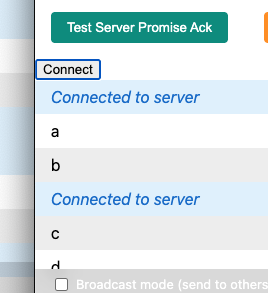 Test Server Promise Ack
Connect
Connected to server
a
b
Connected to server
c
d
Broadcast mode (send to others